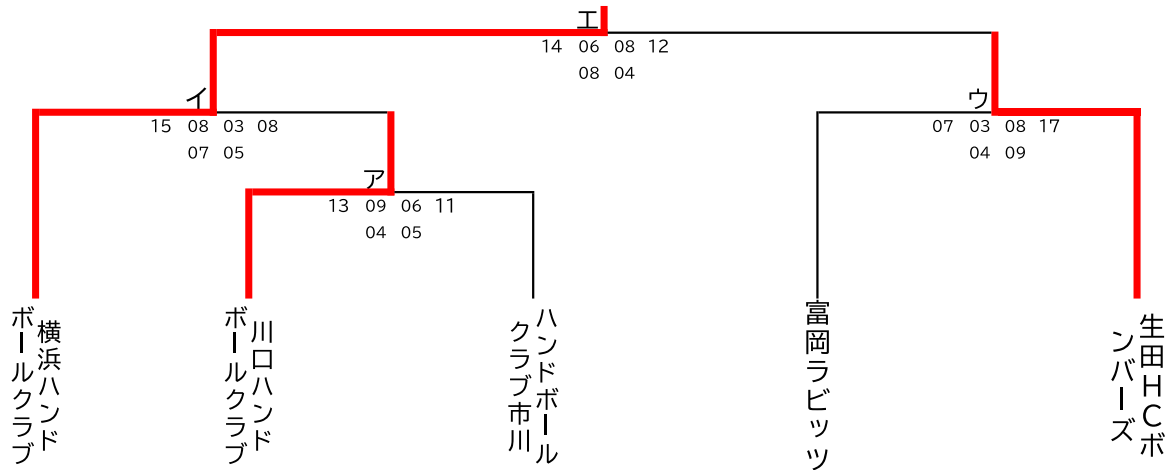 エ
14 06 08 12
08 04
イ
15 08 03 08
07 05
ウ
07 03 08 17
04 09
ア
13 09 06 11
04 05
横浜ハンド
ボールクラブ
川口ハンド
ボールクラブ
ハンドボール
クラブ市川
富岡ラビッツ
生田HCボ
ンバーズ